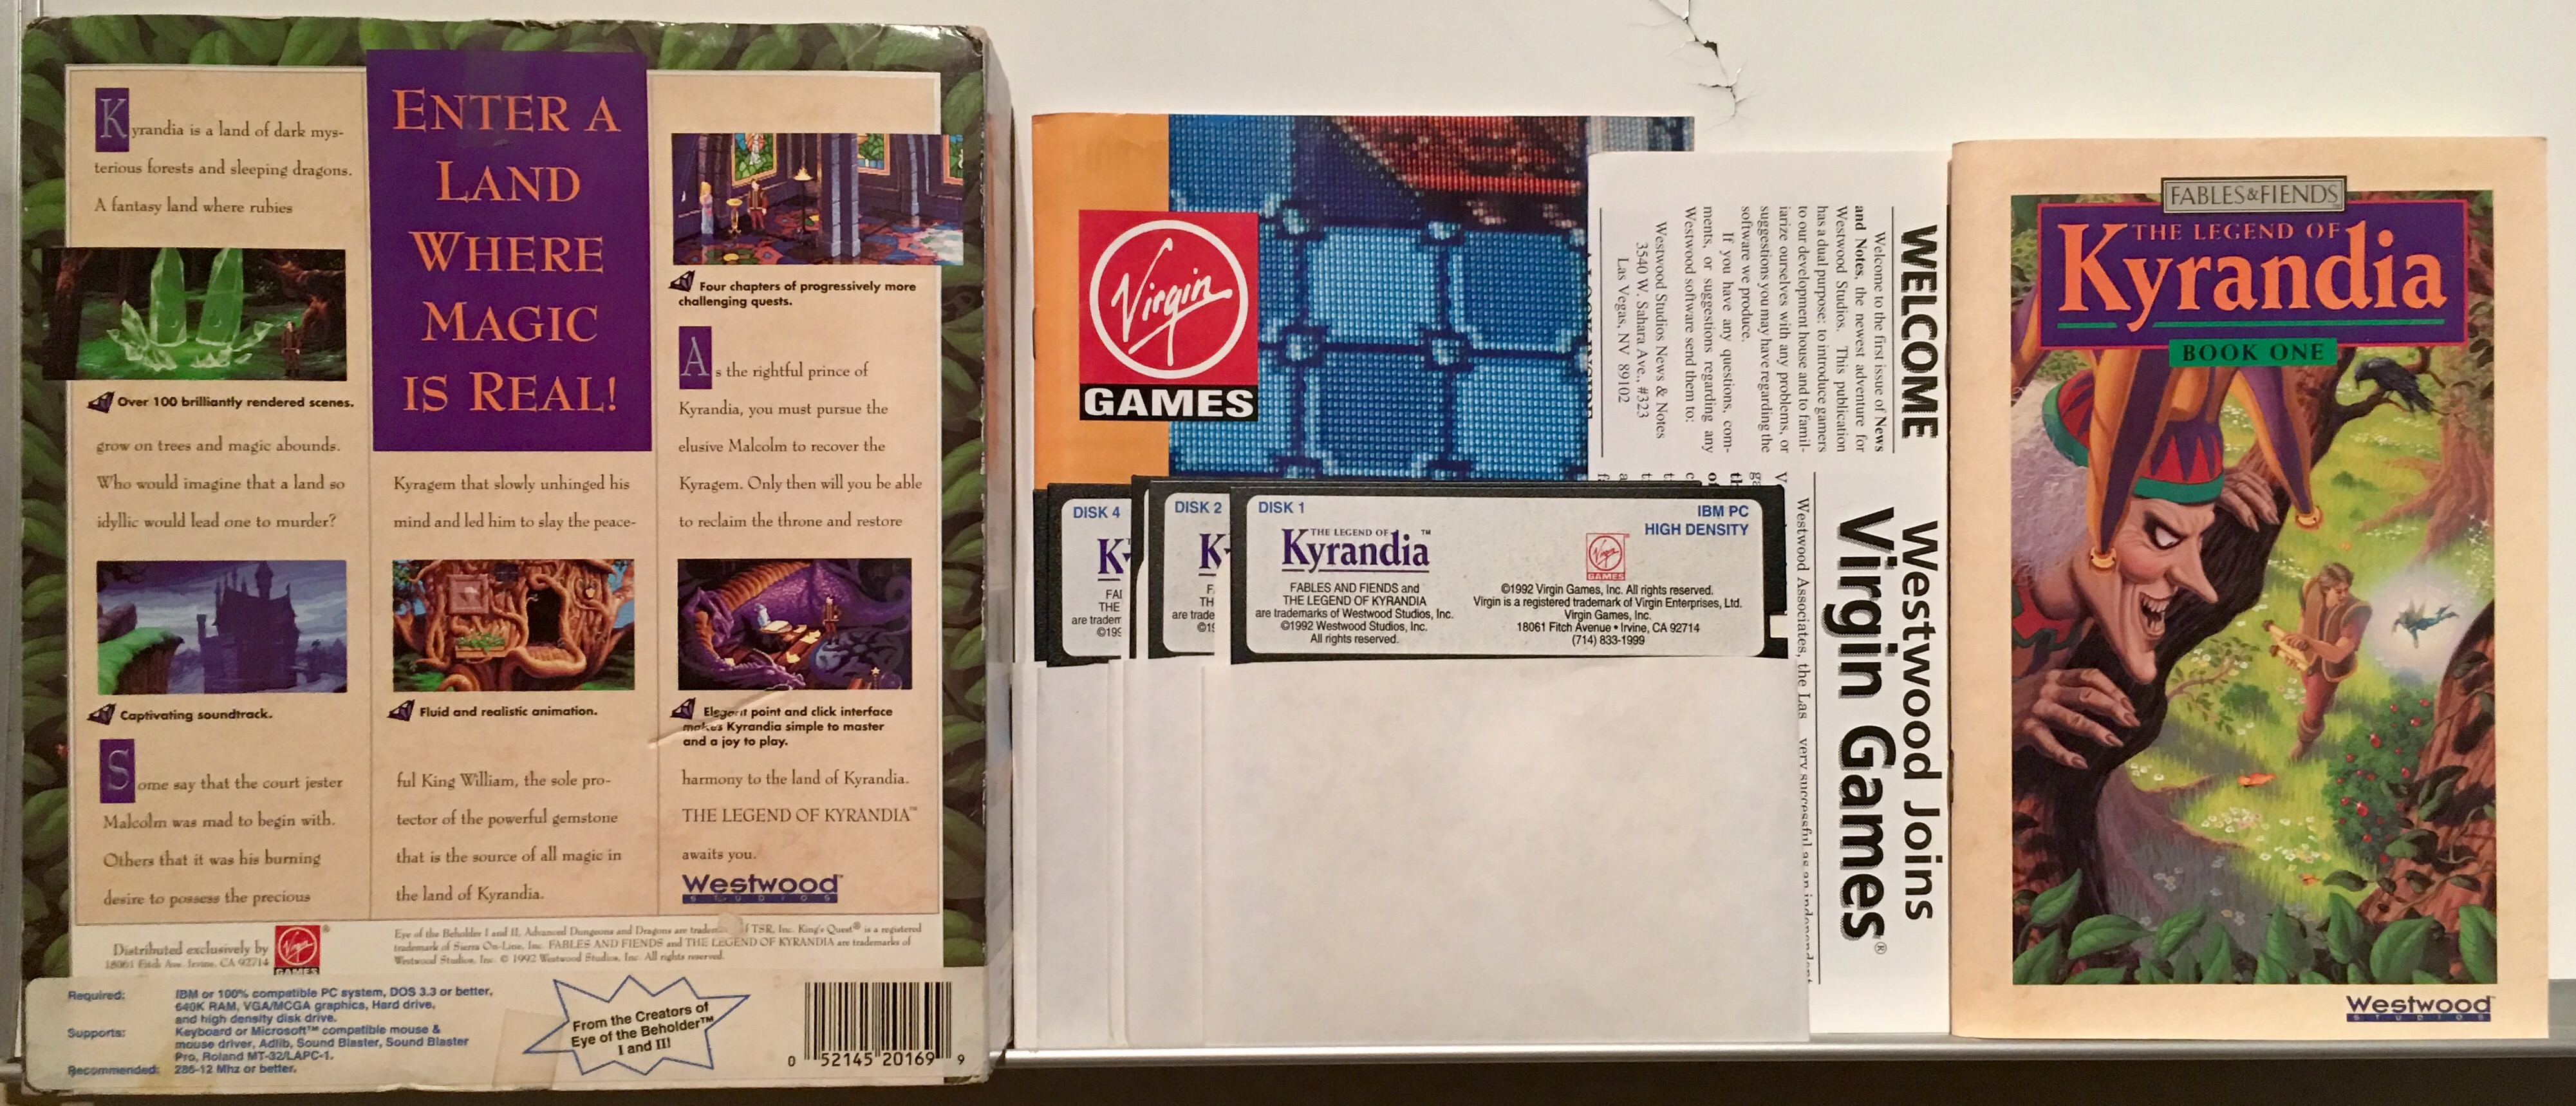 Kyrandia is a land of dark mys-
terious forests and sleeping dragons.
A fantasy land where rubies
Over 100 brilliantly rendered scenes.
grow on trees and magic abounds.
Who would imagine that a land so
idyllic would lead one to murder?
Captivating soundtrack.
Some say that the court jester
Malcolm was mad to begin with.
Others that it was his burning
desire to possess the precious
ENTER A
LAND
WHERE
MAGIC
IS REAL!
Kyragem that slowly unhinged his
mind and led him to slay the peace-
Fluid and realistic animation.
ful King William, the sole pro-
tector of the powerful gemstone
that is the source of all magic in
the land of Kyrandia.
Four chapters of progressively more
challenging quests.
As the rightful prince of
Kyrandia, you must pursue the
elusive Malcolm to recover the
Kyragem. Only then will you be able
to reclaim the throne and restore
Elegant point and click interface
makes Kyrandia simple to master
and a joy to play.
harmony to the land of Kyrandia.
THE LEGEND OF KYRANDIA™
awaits you.
Westwood™
STUDIOS
Distributed exclusively by
18061 Fitch Ave. Irvine, CA 92714
Virgin®
GAMES
Eye of the Beholder I and II, Advanced Dungeons and Dragons are tradem f TSR, Inc. King's Quest® is a registered
trademark of Sierra On-Line, Inc. FABLES AND FIENDS and THE LEGEND OF KYRANDIA are trademarks of
Westwood Studios, Inc. © 1992 Westwood Studios, Inc. All rights reserved.
Required: IBM or 100% compatible PC system, DOS 3.3 or better,
640K RAM, VGA/MCGA graphics, Hard drive,
and high density disk drive.
Supports: Keyboard or Microsoft™ compatible mouse &
mouse driver, Adlib, Sound Blaster, Sound Blaster
Pro, Roland MT-32/LAPC-1.
Recommended: 286-12 Mhz or better.
From the Creators of
Eye of the Beholder™
I and II!
0 52145 20169 9
Virgin
GAMES
WELCOME
Welcome to the first issue of News
and Notes, the newest adventure for
Westwood Studios. This publication
has a dual purpose: to introduce gamers
to our development house and to famil-
iarize ourselves with any problems, or
suggestions you may have regarding the
software we produce.
If you have any questions, com-
ments, or suggestions regarding any
Westwood software send them to:
Westwood Studios News & Notes
3540 W. Sahara Ave., #323
Las Vegas, NV 89102
Westwood Joins
Virgin Games®
Westwood Associates, the Las
very successful as an independent
DISK 4
K
FA
THE
are tradem
©199
DISK 2
K
F
TH
are trade
©19
DISK 1
IBM PC
HIGH DENSITY
THE LEGEND OF
Kyrandia™
FABLES AND FIENDS and
THE LEGEND OF KYRANDIA
are trademarks of Westwood Studios, Inc.
©1992 Westwood Studios, Inc.
All rights reserved.
Virgin
GAMES
©1992 Virgin Games, Inc. All rights reserved.
Virgin is a registered trademark of Virgin Enterprises, Ltd.
Virgin Games, Inc.
18061 Fitch Avenue • Irvine, CA 92714
(714) 833-1999
FABLES&FIENDS™
THE LEGEND OF
Kyrandia
BOOK ONE
Westwood™
STUDIOS